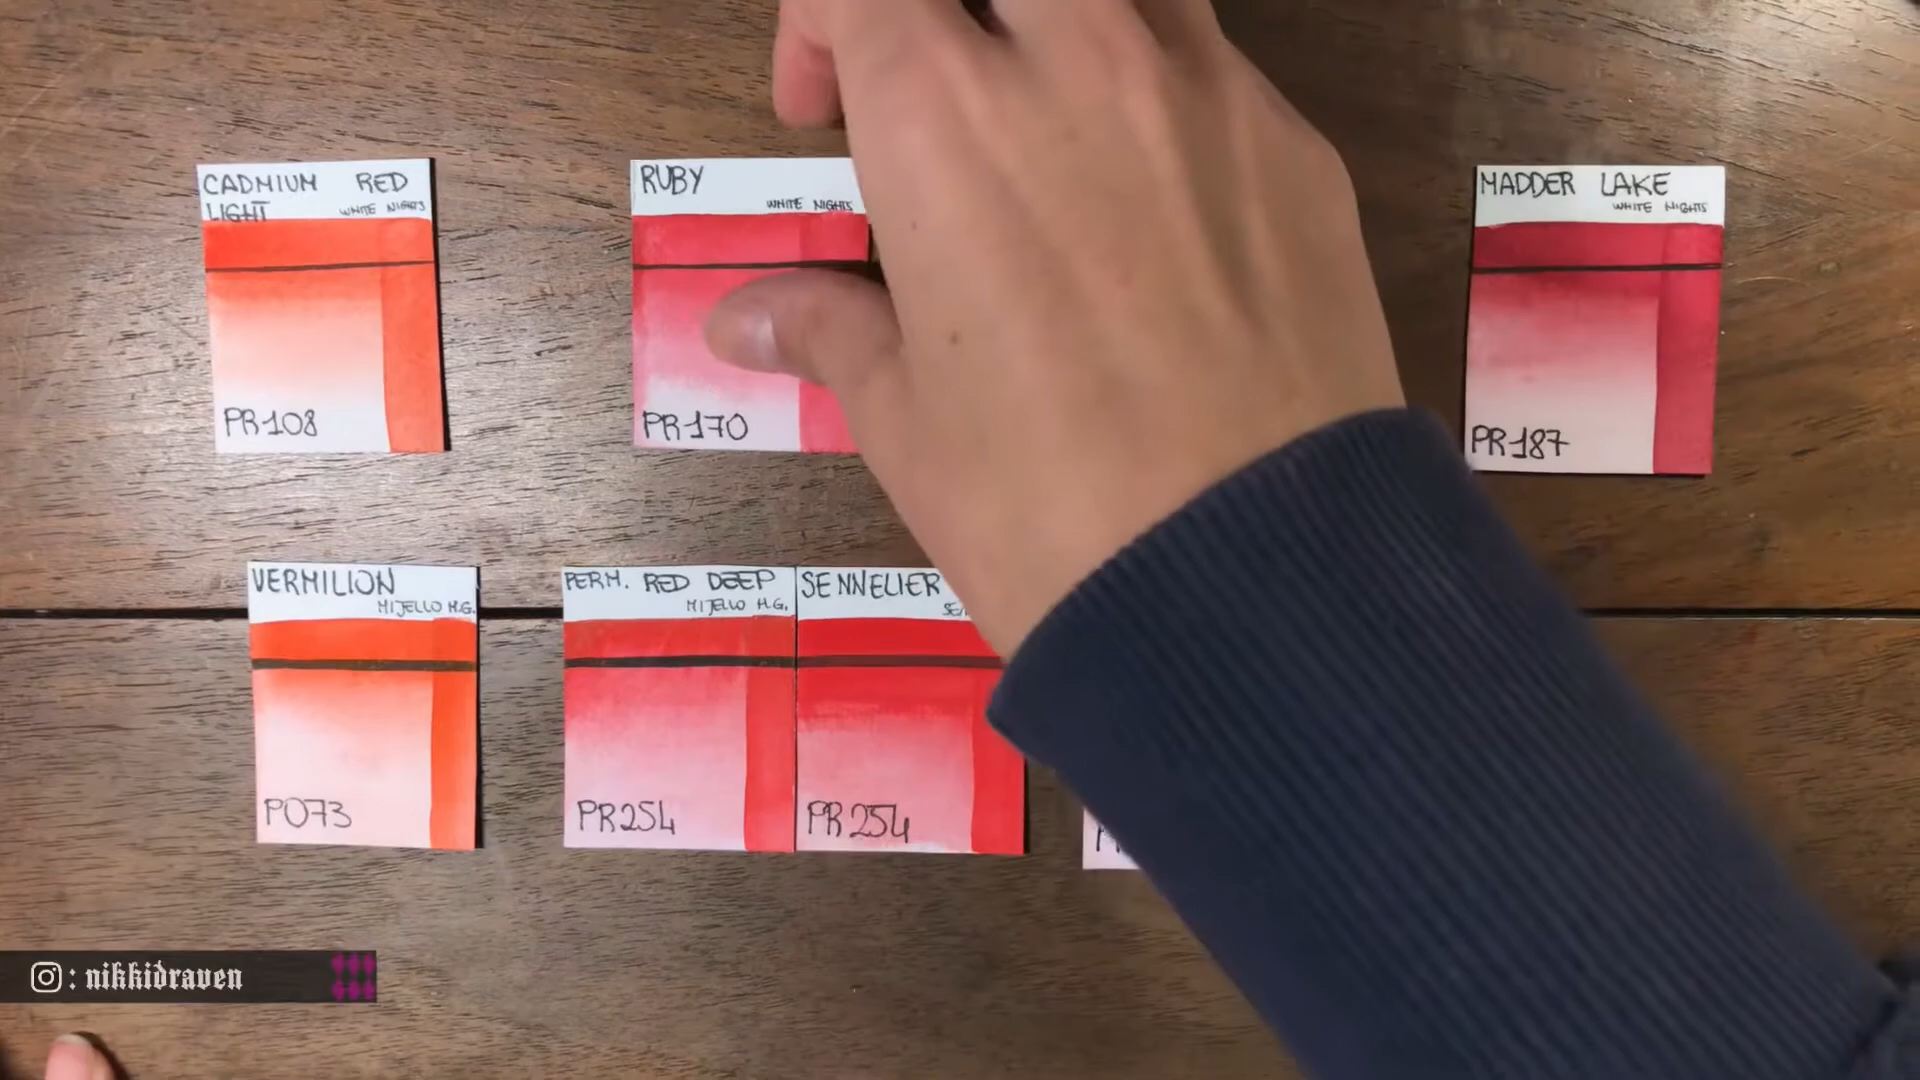 CADMIUM RED
LIGHT WHITE NIGHTS
PR108
RUBY
WHITE NIGHTS
PR170
MADDER LAKE
WHITE NIGHTS
PR187
VERMILION
MIJELLO M.G.
PO73
PERM. RED DEEP
MIJELLO M.G.
PR254
SENNELIER
PR254
: nikkidraven